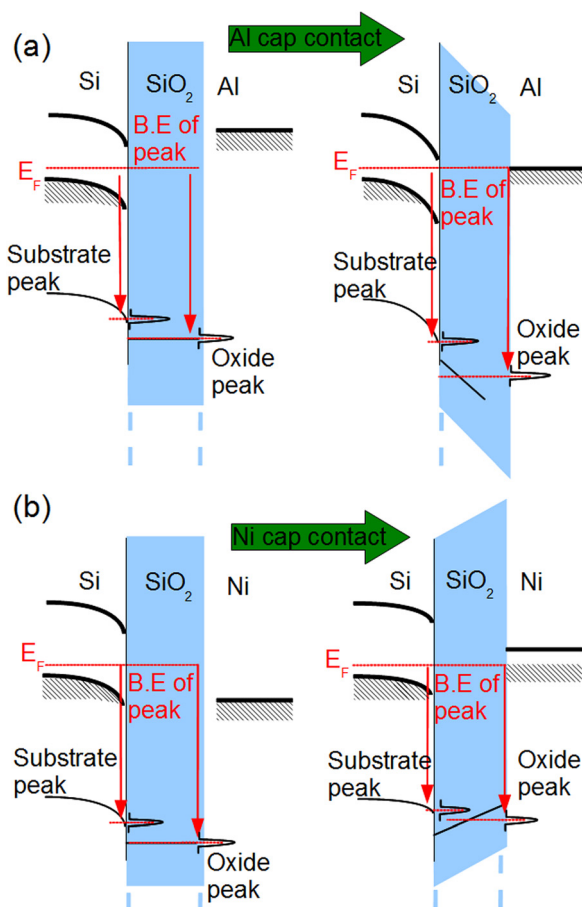 (a)
Al cap contact
Si
SiO2
Al
B.E of
peak
EF
Substrate
peak
Oxide
peak
Si
SiO2
Al
B.E of
peak
EF
Substrate
peak
Oxide
peak
(b)
Ni cap contact
Si
SiO2
Ni
EF
B.E of
peak
Substrate
peak
Oxide
peak
Si
SiO2
Ni
EF
B.E of
peak
Substrate
peak
Oxide
peak